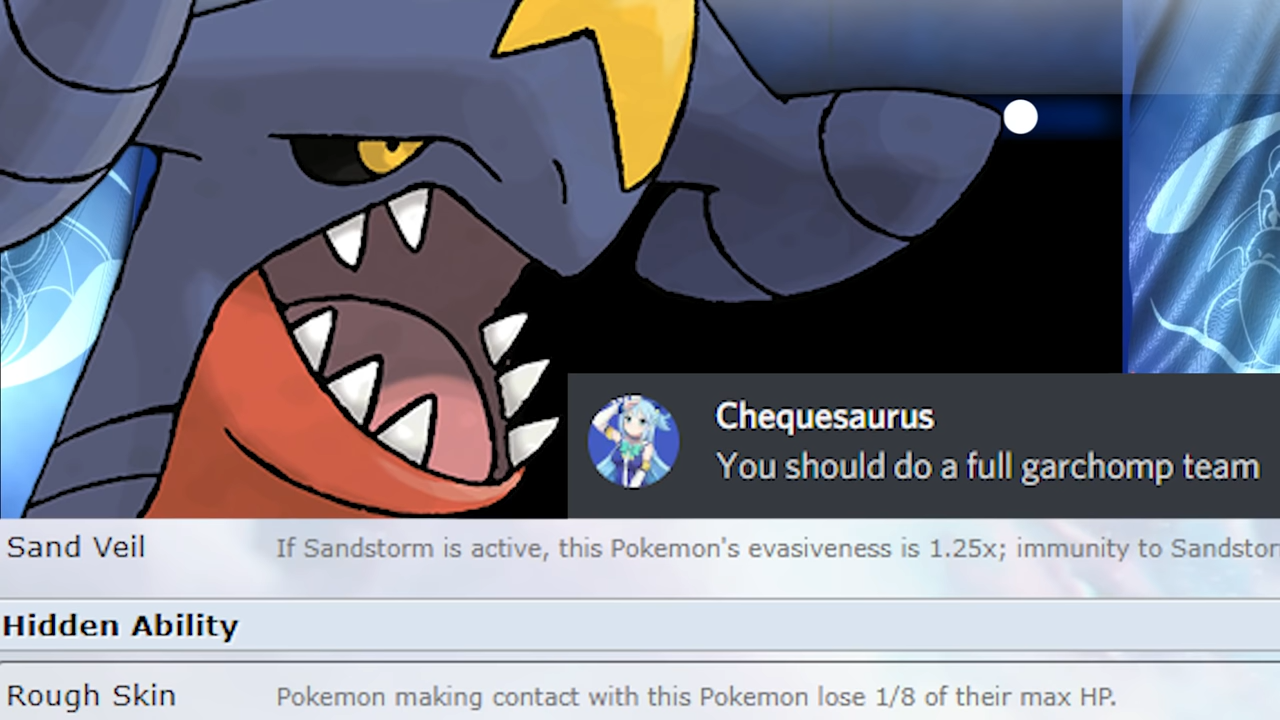 Chequesaurus
You should do a full garchomp team
Sand Veil
If Sandstorm is active, this Pokemon's evasiveness is 1.25x; immunity to Sandstor
Hidden Ability
Rough Skin
Pokemon making contact with this Pokemon lose 1/8 of their max HP.